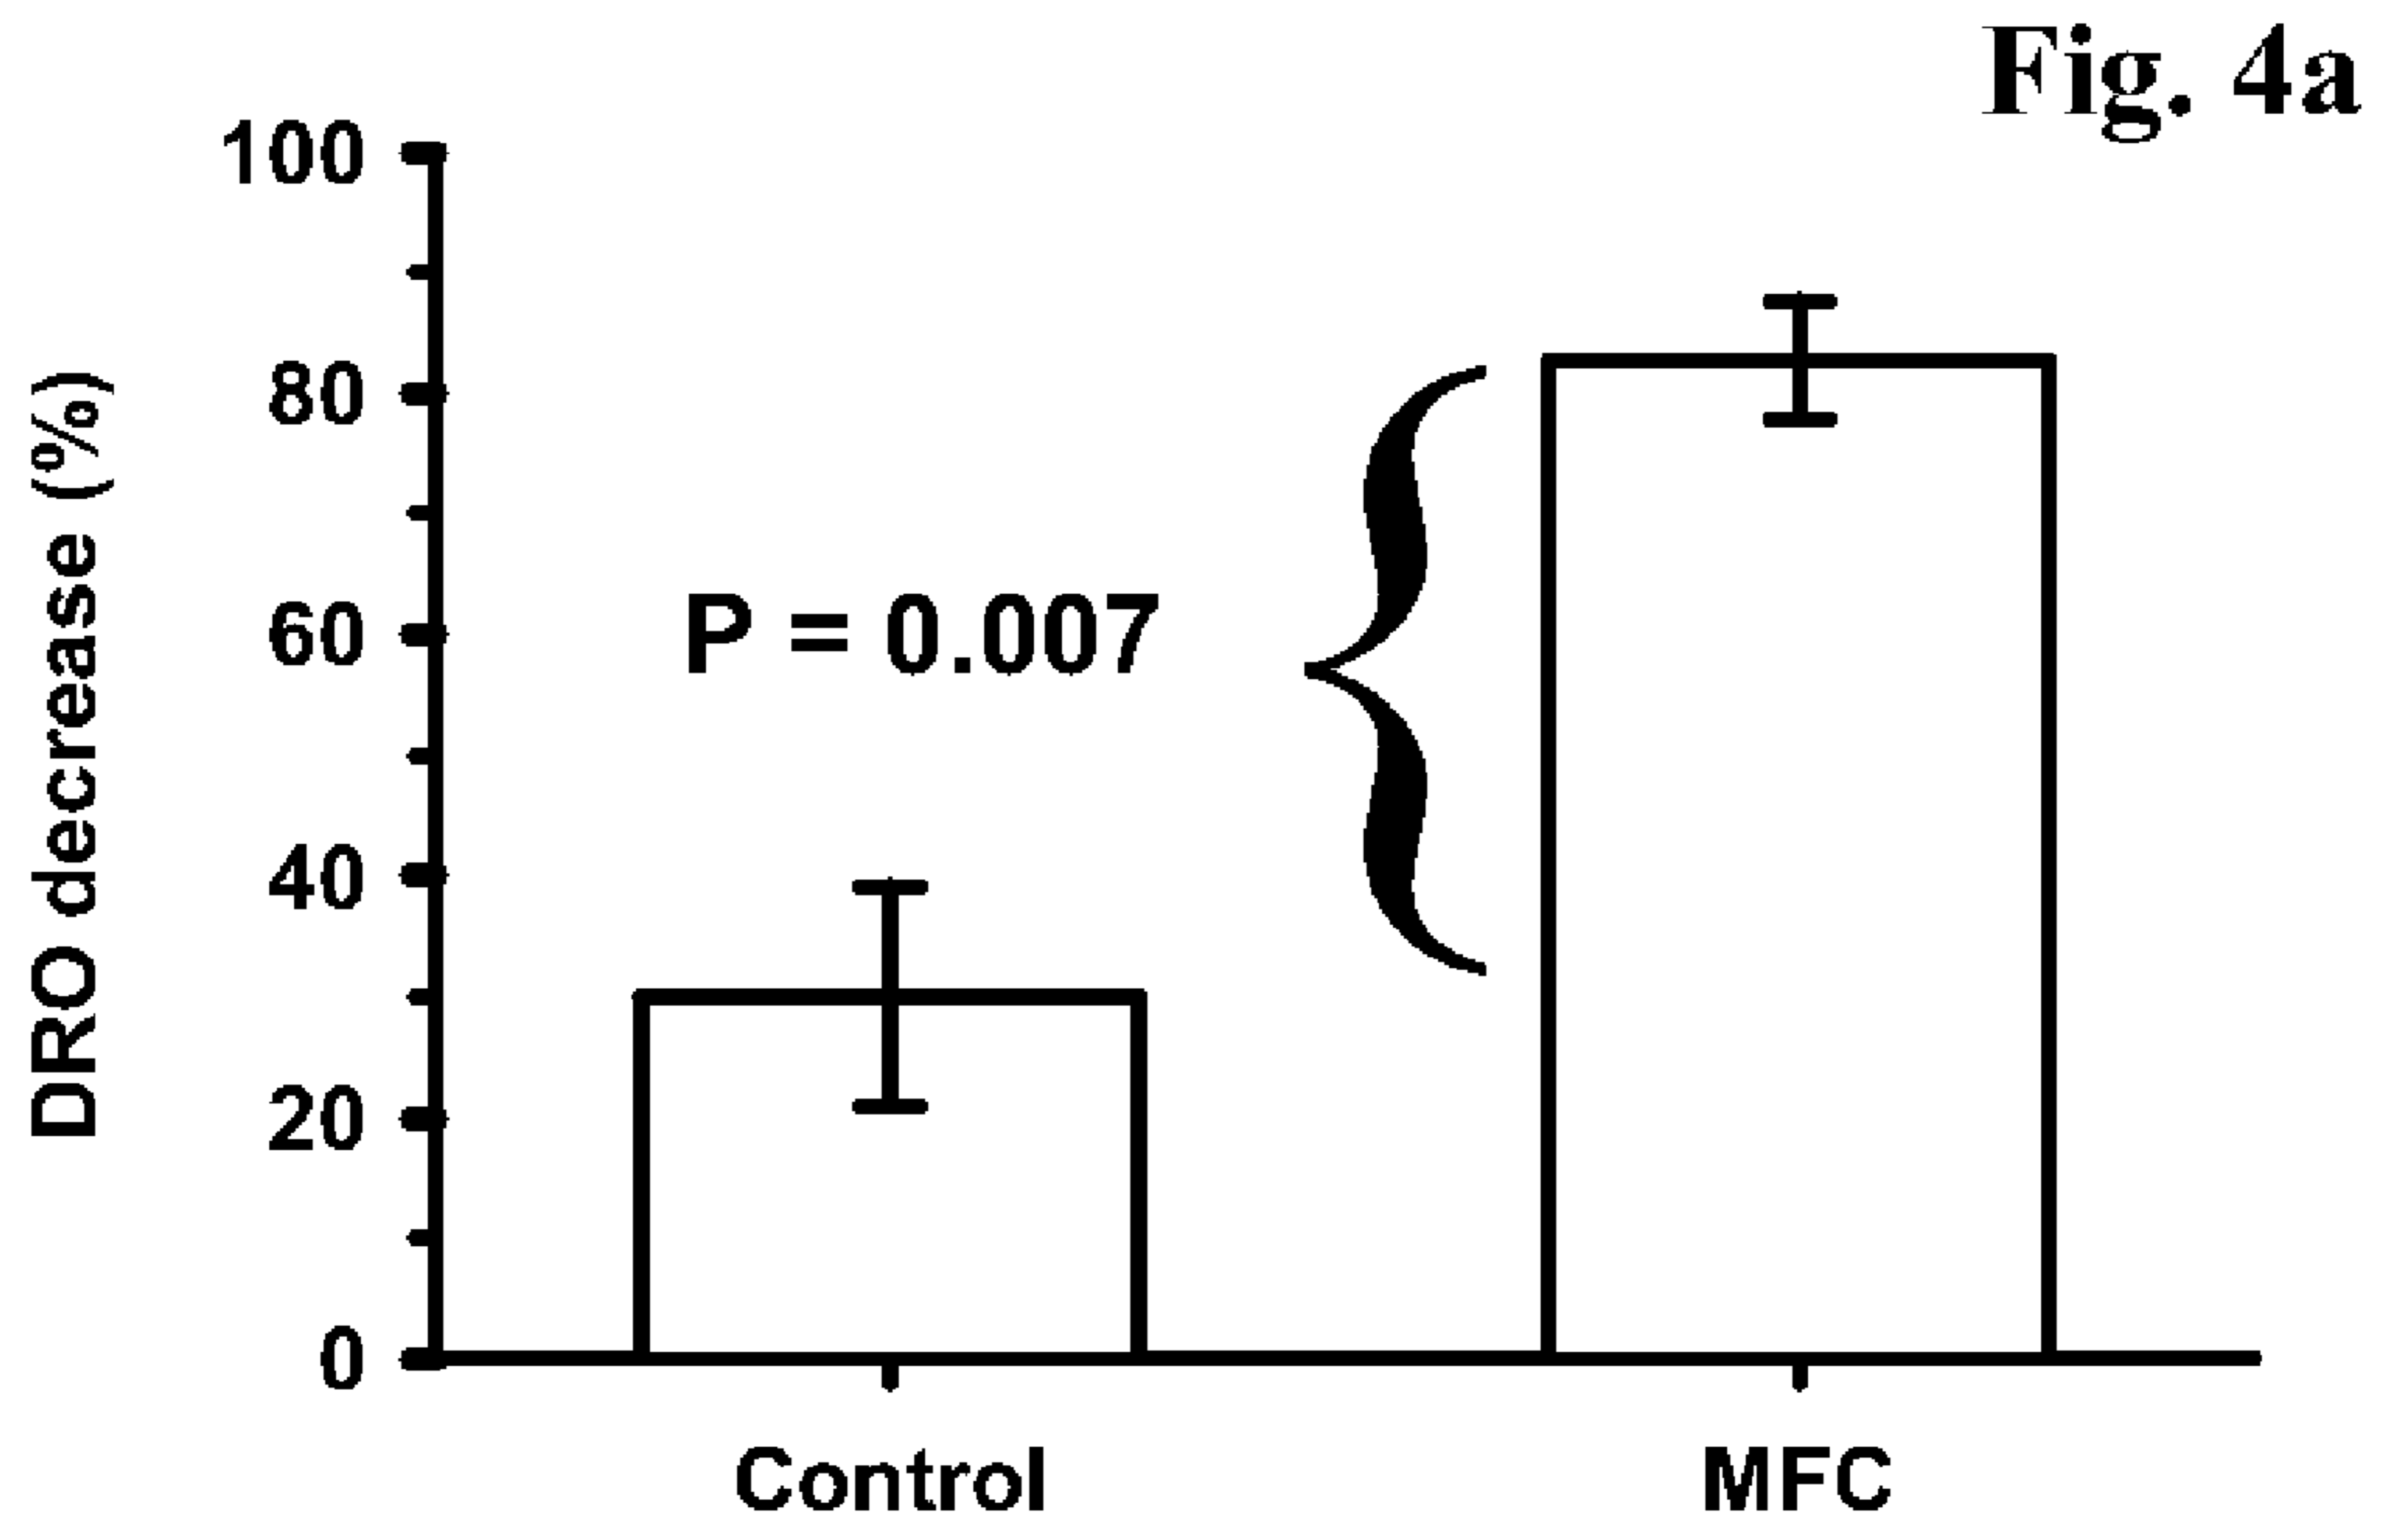 Fig. 4a
DRO decrease (%)
100
80
60
40
20
0
P = 0.007
Control
MFC